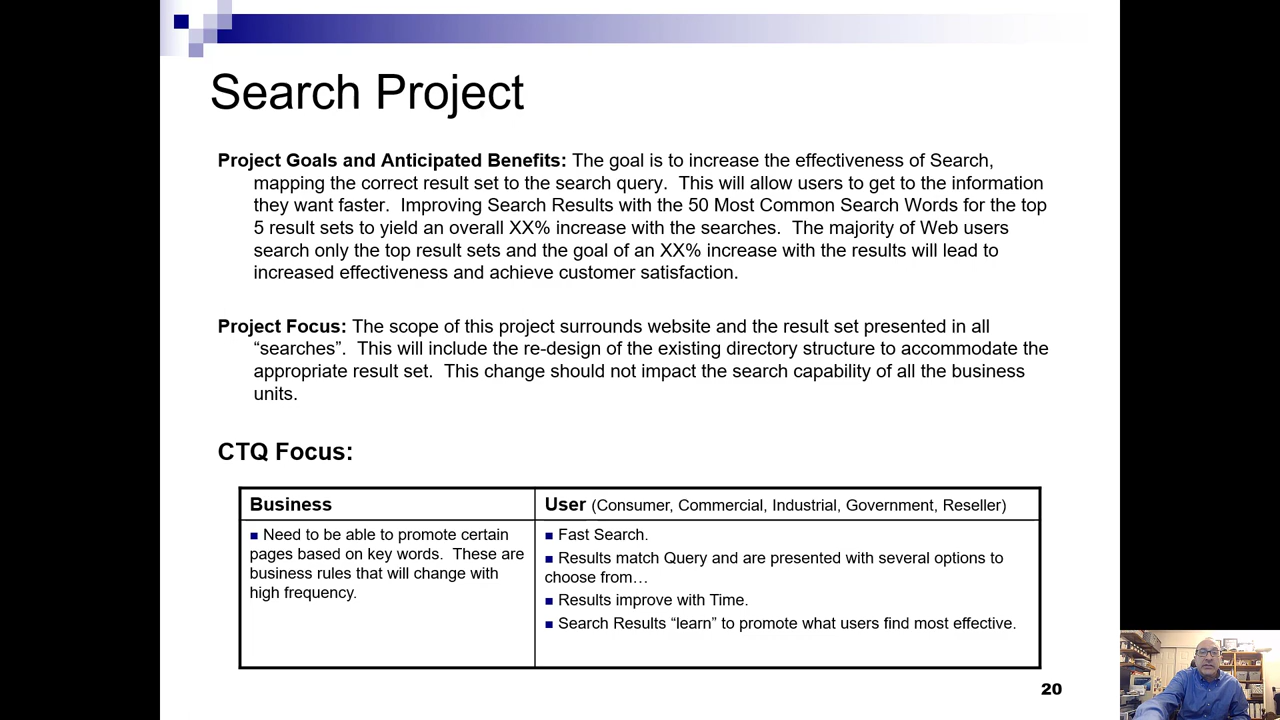 Search Project
Project Goals and Anticipated Benefits: The goal is to increase the effectiveness of Search,
mapping the correct result set to the search query. This will allow users to get to the information
they want faster. Improving Search Results with the 50 Most Common Search Words for the top
5 result sets to yield an overall XX% increase with the searches. The majority of Web users
search only the top result sets and the goal of an XX% increase with the results will lead to
increased effectiveness and achieve customer satisfaction.
Project Focus: The scope of this project surrounds website and the result set presented in all
“searches”. This will include the re-design of the existing directory structure to accommodate the
appropriate result set. This change should not impact the search capability of all the business
units.
CTQ Focus:
Business
■ Need to be able to promote certain
pages based on key words. These are
business rules that will change with
high frequency.
User (Consumer, Commercial, Industrial, Government, Reseller)
■ Fast Search.
■ Results match Query and are presented with several options to
choose from…
■ Results improve with Time.
■ Search Results “learn” to promote what users find most effective.
20